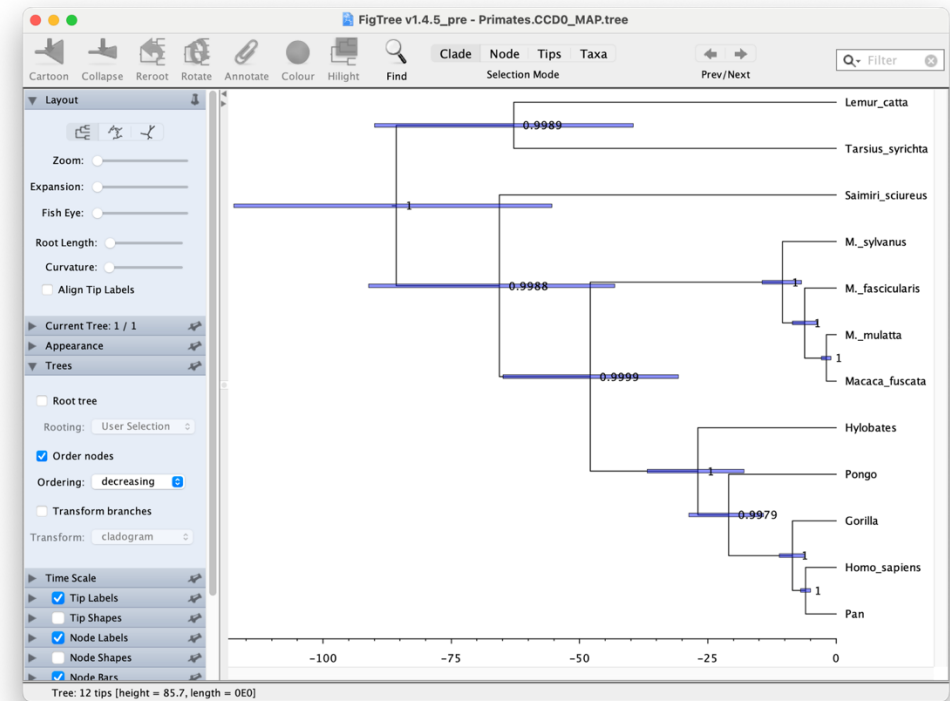 FigTree v1.4.5_pre - Primates.CCD0_MAP.tree
Cartoon Collapse Reroot Rotate Annotate Colour Hilight Find
Clade Node Tips Taxa
Selection Mode
Prev/Next
Filter
Layout
Zoom:
Expansion:
Fish Eye:
Root Length:
Curvature:
Align Tip Labels
Current Tree: 1 / 1
Appearance
Trees
Root tree
Rooting: User Selection
Order nodes
Ordering: decreasing
Transform branches
Transform: cladogram
Time Scale
Tip Labels
Tip Shapes
Node Labels
Node Shapes
Node Bars
Lemur_catta
0.9989
Tarsius_syrichta
Saimiri_sciureus
1
M._sylvanus
1
0.9988
M._fascicularis
1
M._mulatta
1
0.9999
Macaca_fuscata
Hylobates
1
Pongo
0.9979
Gorilla
1
Homo_sapiens
1
Pan
-100 -75 -50 -25 0
Tree: 12 tips [height = 85.7, length = 0E0]